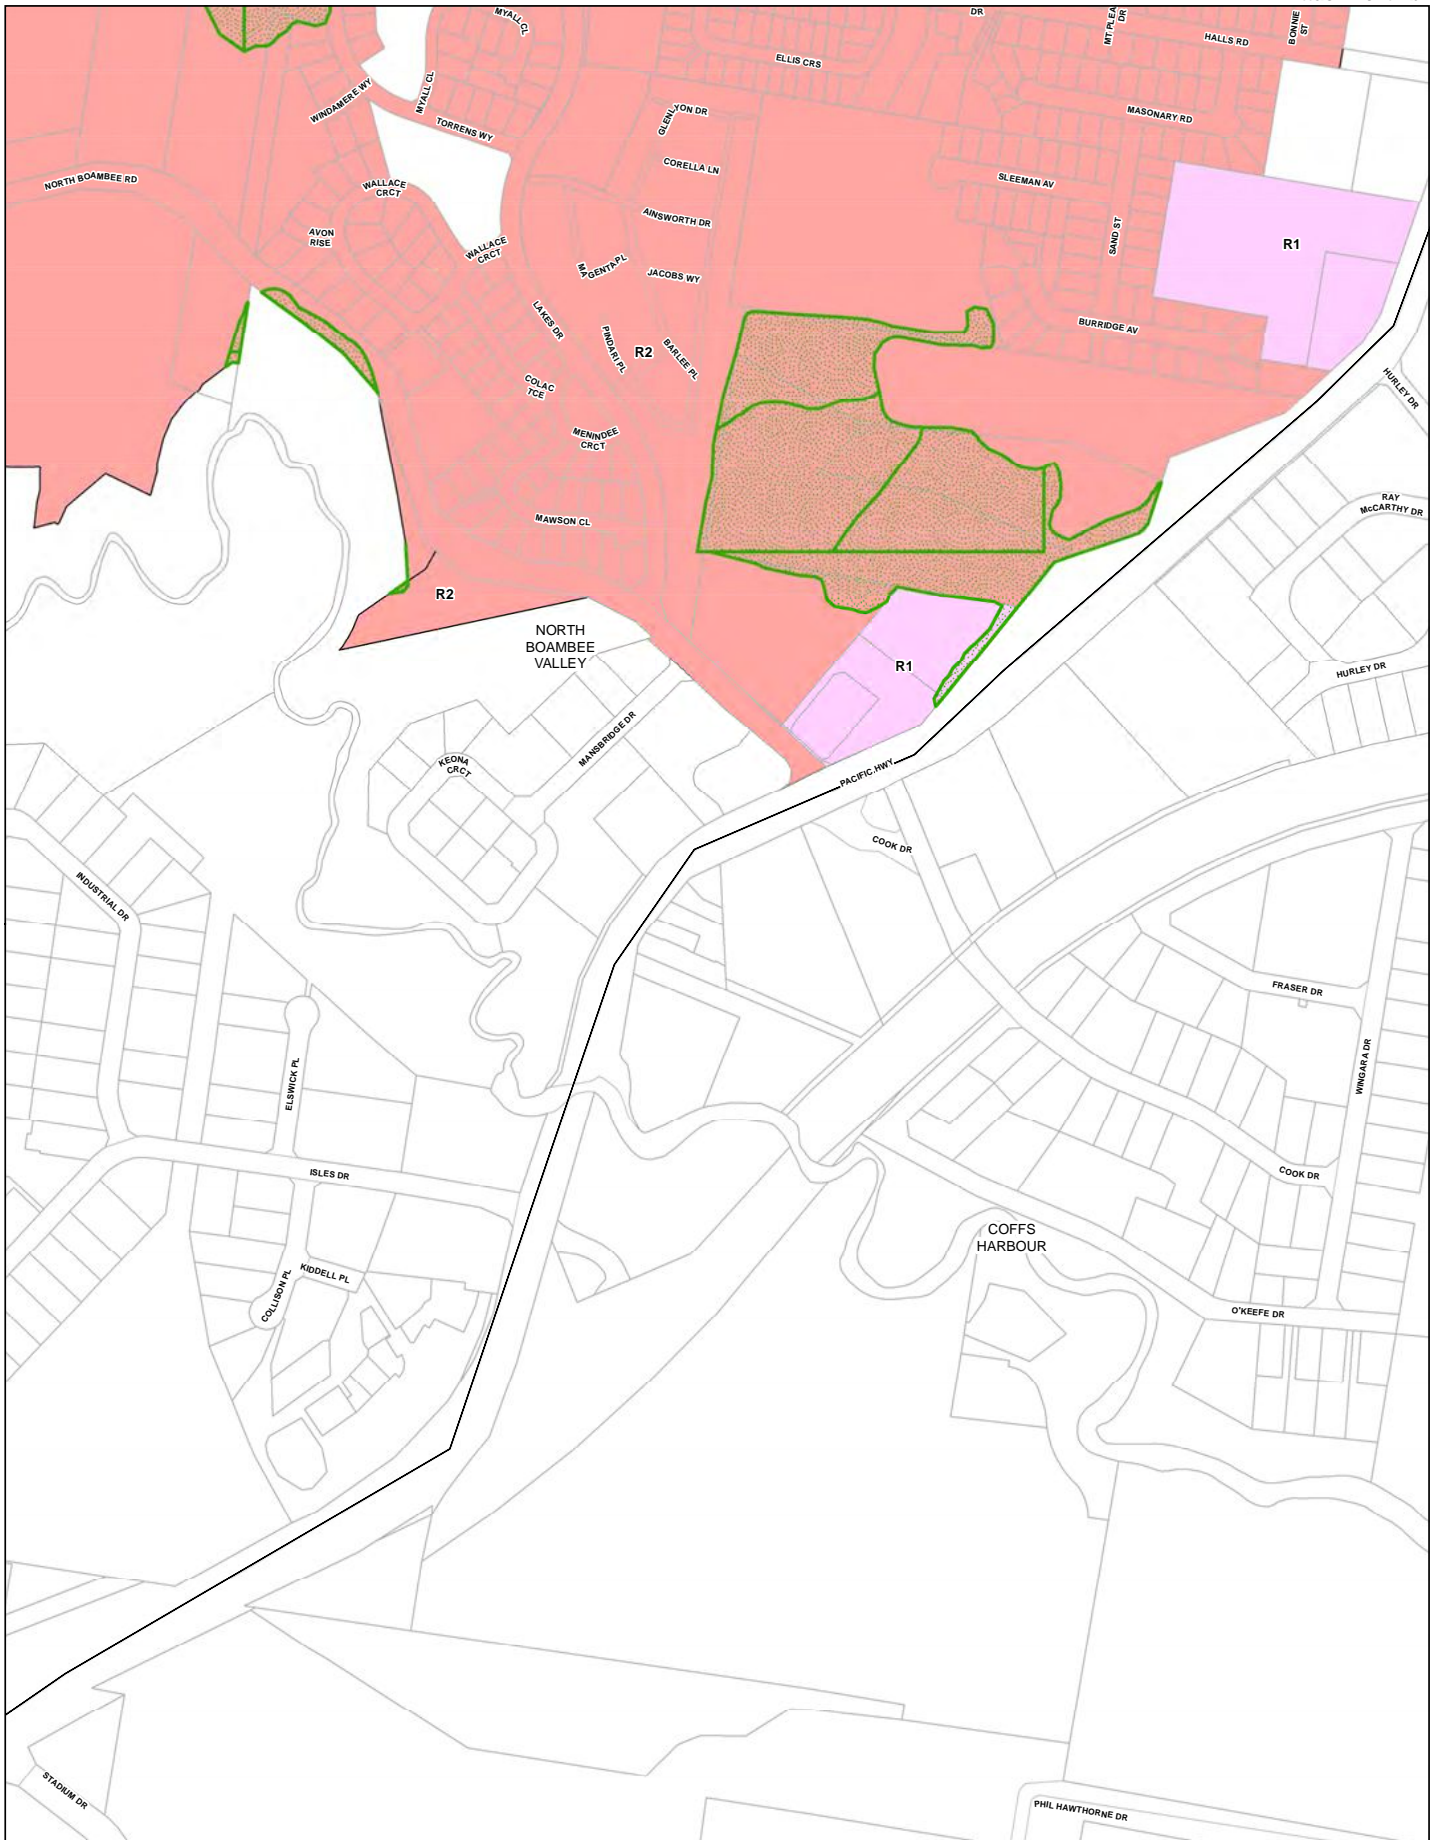 MYALL CL
DR
MT PLEA
DR
HALLS RD
BONNIE
ST
ELLIS CRS
WINDAMERE WY
MYALL CL
TORRENS WY
GLENLYON DR
MASONARY RD
CORELLA LN
NORTH BOAMBEE RD
WALLACE
CRCT
SLEEMAN AV
AINSWORTH DR
SAND ST
R1
AVON
RISE
WALLACE
CRCT
MAGENTA PL
JACOBS WY
LAKES DR
PINDARI PL
R2
BARLEE PL
BURRIDGE AV
HURLEY DR
COLAC
TCE
MENINDEE
CRCT
RAY
McCARTHY DR
MAWSON CL
R2
NORTH
BOAMBEE
VALLEY
R1
HURLEY DR
MANSBRIDGE DR
KEONA
CRCT
PACIFIC HWY
COOK DR
INDUSTRIAL DR
FRASER DR
WINGARA DR
ELSWICK PL
ISLES DR
COOK DR
COFFS
HARBOUR
KIDDELL PL
COLLISON PL
O'KEEFE DR
STADIUM DR
PHIL HAWTHORNE DR